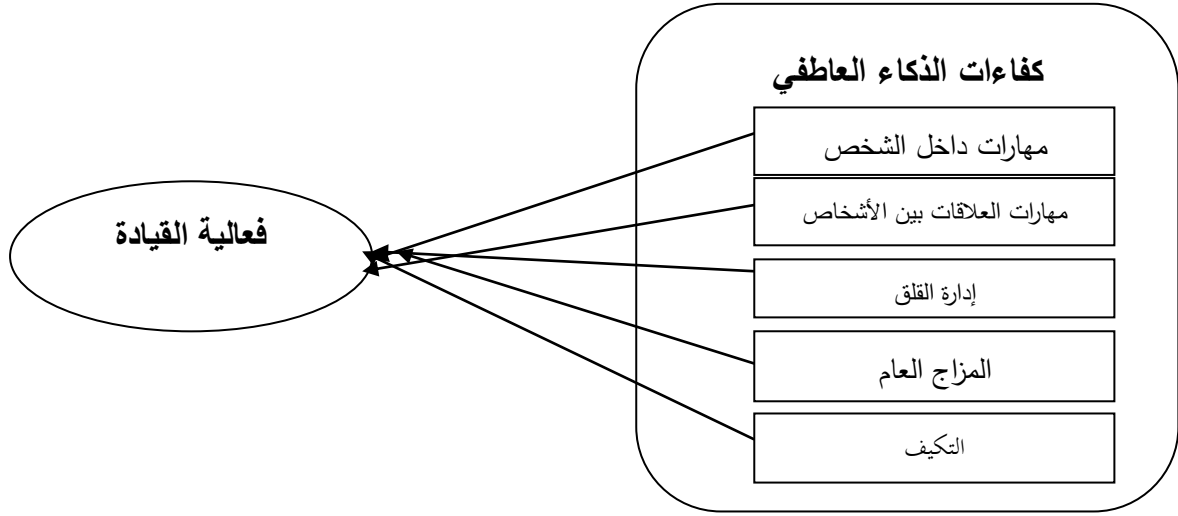 كفاءات الذكاء العاطفي
مهارات داخل الشخص
مهارات العلاقات بين الأشخاص
إدارة القلق
المزاج العام
التكيف
فعالية القيادة